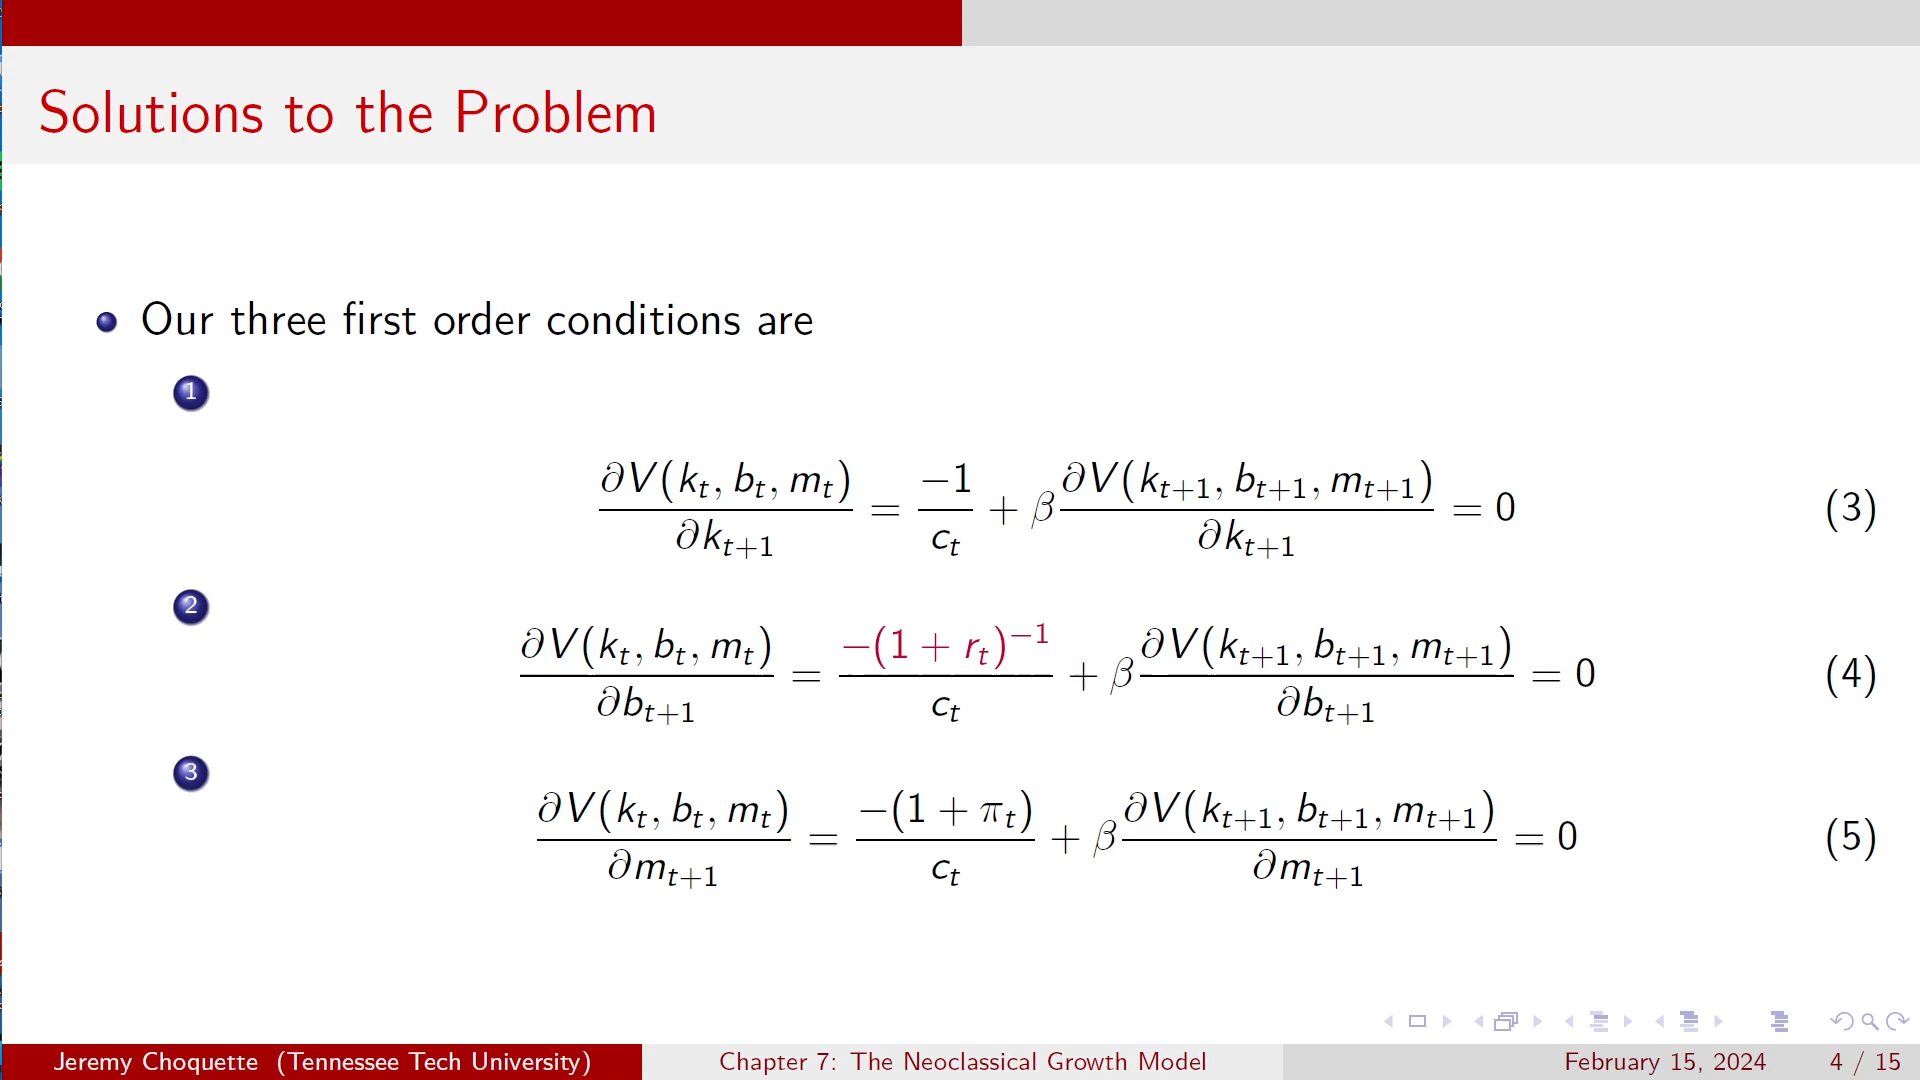 Solutions to the Problem
Our three first order conditions are
1
∂V(k_t, b_t, m_t)/∂k_{t+1} = −1/c_t + β ∂V(k_{t+1}, b_{t+1}, m_{t+1})/∂k_{t+1} = 0 (3)
2
∂V(k_t, b_t, m_t)/∂b_{t+1} = −(1 + r_t)^{−1}/c_t + β ∂V(k_{t+1}, b_{t+1}, m_{t+1})/∂b_{t+1} = 0 (4)
3
∂V(k_t, b_t, m_t)/∂m_{t+1} = −(1 + π_t)/c_t + β ∂V(k_{t+1}, b_{t+1}, m_{t+1})/∂m_{t+1} = 0 (5)
Jeremy Choquette (Tennessee Tech University) Chapter 7: The Neoclassical Growth Model February 15, 2024 4 / 15